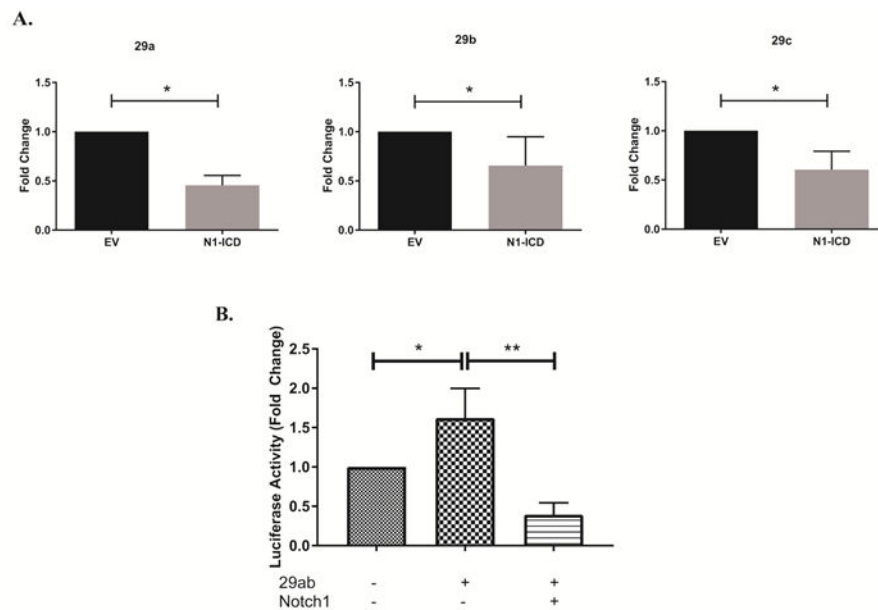 A.
29a
29b
29c
*
*
*
Fold Change
1.5
1.0
0.5
0.0
EV
N1-ICD
Fold Change
1.5
1.0
0.5
0.0
EV
N1-ICD
Fold Change
1.5
1.0
0.5
0.0
EV
N1-ICD
B.
Luciferase Activity (Fold Change)
2.5
2.0
1.5
1.0
0.5
0.0
*
**
29ab - + +
Notch1 - - +